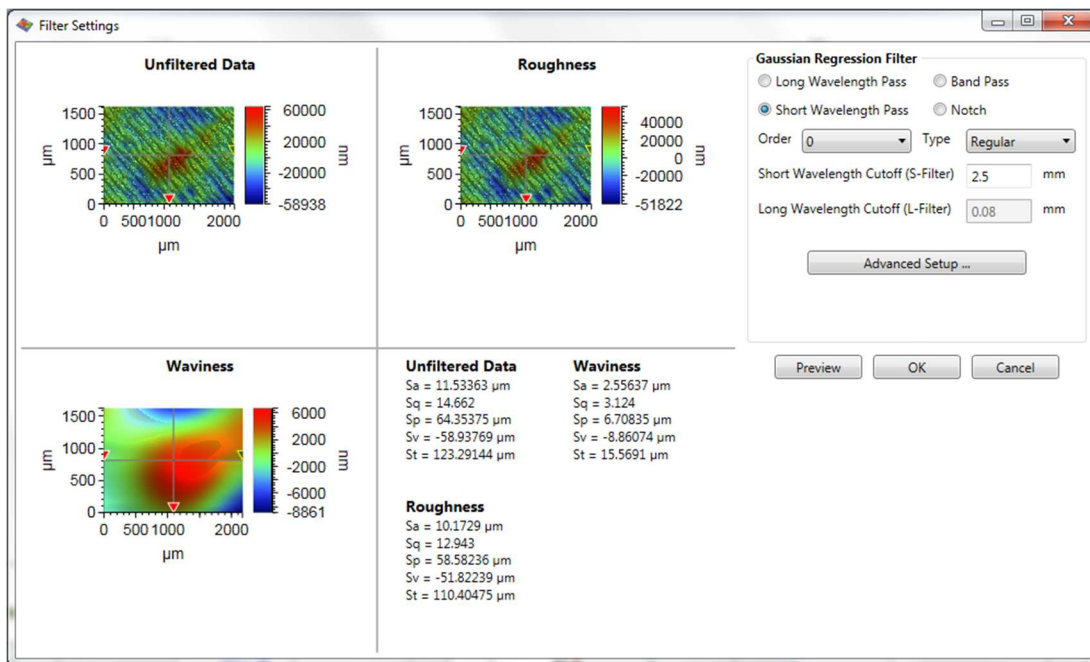 Filter Settings
Unfiltered Data
1500
1000
500
0
µm
0 500 1000 2000
µm
60000
20000
-20000
-58938
nm
Roughness
1500
1000
500
0
µm
0 500 1000 2000
µm
40000
20000
0
-20000
-51822
nm
Waviness
1500
1000
500
0
µm
0 500 1000 2000
µm
6000
2000
-2000
-6000
-8861
nm
Unfiltered Data
Sa = 11.53363 µm
Sq = 14.662
Sp = 64.35375 µm
Sv = -58.93769 µm
St = 123.29144 µm
Waviness
Sa = 2.55637 µm
Sq = 3.124
Sp = 6.70835 µm
Sv = -8.86074 µm
St = 15.5691 µm
Roughness
Sa = 10.1729 µm
Sq = 12.943
Sp = 58.58236 µm
Sv = -51.82239 µm
St = 110.40475 µm
Gaussian Regression Filter
Long Wavelength Pass Band Pass
Short Wavelength Pass Notch
Order 0 Type Regular
Short Wavelength Cutoff (S-Filter) 2.5 mm
Long Wavelength Cutoff (L-Filter) 0.08 mm
Advanced Setup ...
Preview OK Cancel